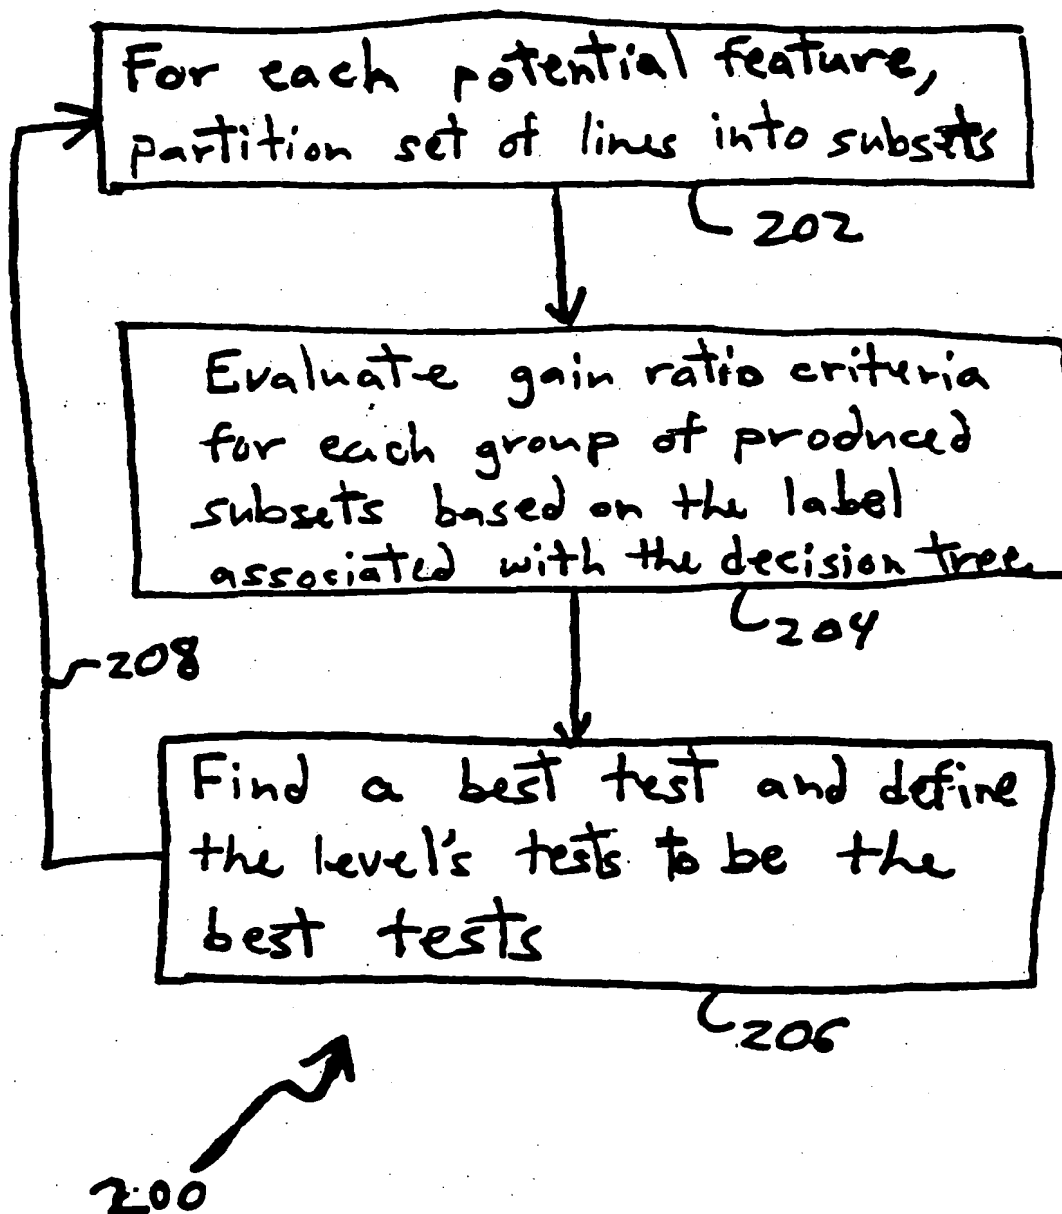 For each potential feature,
partition set of lines into subsets
202
Evaluate gain ratio criteria
for each group of produced
subsets based on the label
associated with the decision tree
204
208
Find a best test and define
the level's tests to be the
best tests
206
200